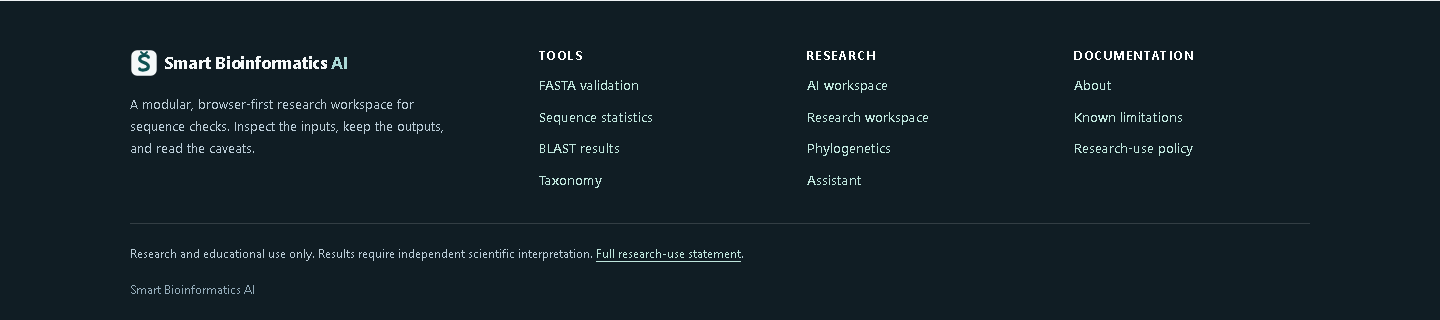 Smart Bioinformatics AI
A modular, browser-first research workspace for
sequence checks. Inspect the inputs, keep the outputs,
and read the caveats.
TOOLS
FASTA validation
Sequence statistics
BLAST results
Taxonomy
RESEARCH
AI workspace
Research workspace
Phylogenetics
Assistant
DOCUMENTATION
About
Known limitations
Research-use policy
Research and educational use only. Results require independent scientific interpretation. Full research-use statement.
Smart Bioinformatics AI